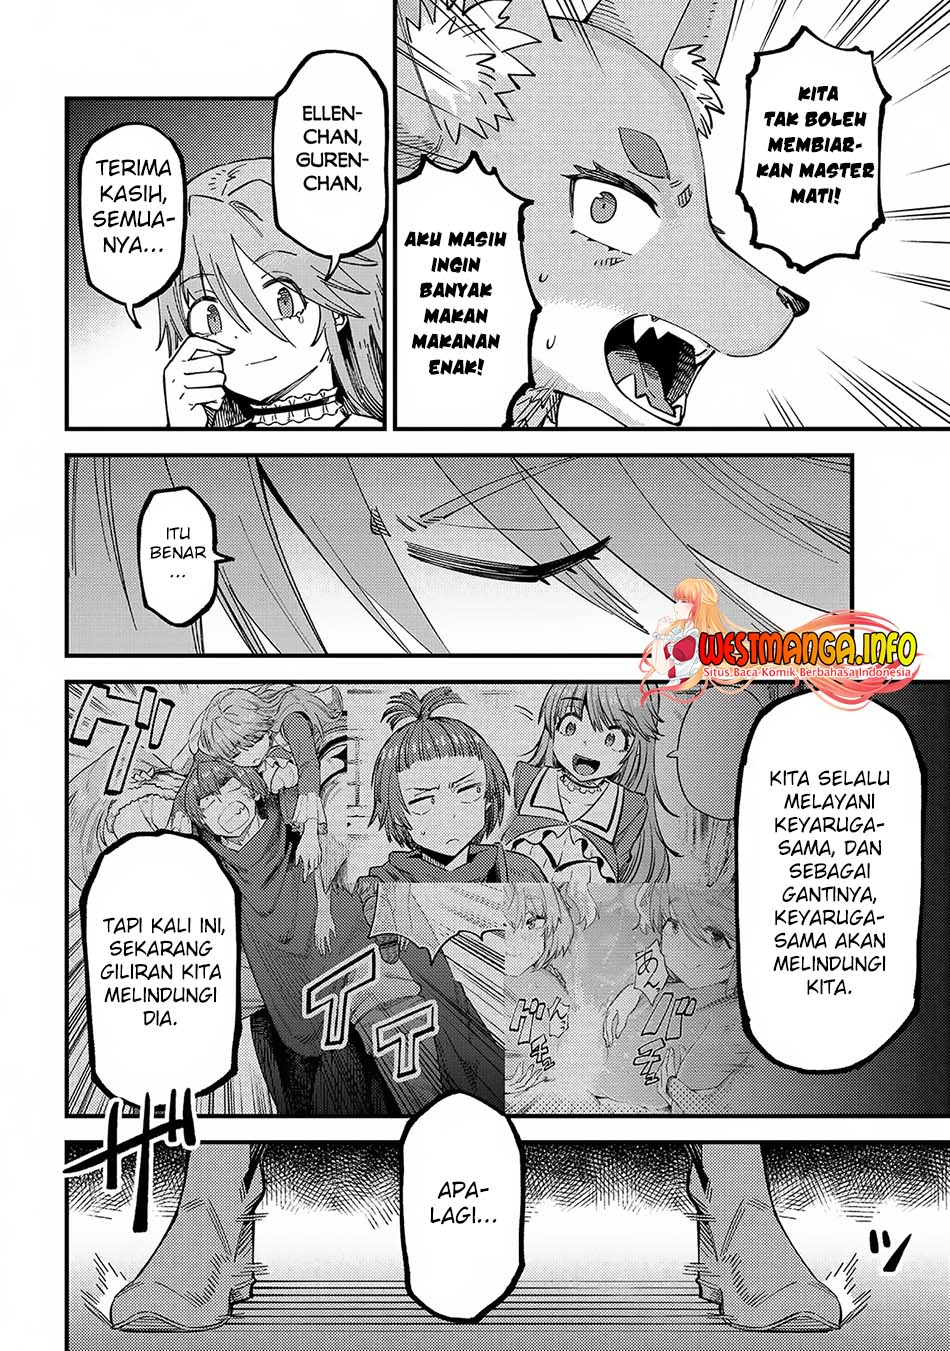 KITA
TAK BOLEH
MEMBIAR-
KAN MASTER
MATI!
AKU MASIH
INGIN
BANYAK
MAKAN
MAKANAN
ENAK!
ELLEN-
CHAN,
GUREN-
CHAN,
TERIMA
KASIH,
SEMUA-
NYA...
ITU
BENAR
...
WESTMANGA.INFO
Situs Baca Komik Berbahasa Indonesia
KITA SELALU
MELAYANI
KEYARUGA-
SAMA, DAN
SEBAGAI
GANTINYA,
KEYARUGA-
SAMA AKAN
MELINDUNGI
KITA.
TAPI KALI INI,
SEKARANG
GILIRAN KITA
MELINDUNGI
DIA.
APA-
LAGI...